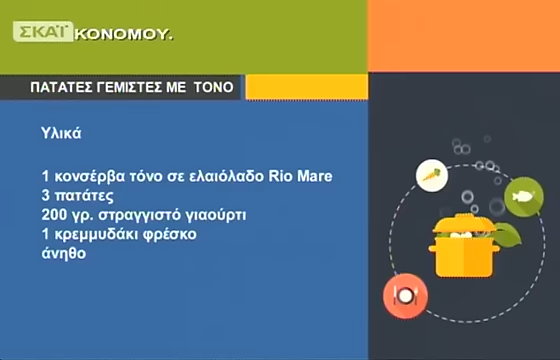 ΣΚΑΪ
ΚΟΝΟΜΟΥ.
ΠΑΤΑΤΕΣ ΓΕΜΙΣΤΕΣ ΜΕ ΤΟΝΟ
Υλικά
1 κονσέρβα τόνο σε ελαιόλαδο Rio Mare
3 πατάτες
200 γρ. στραγγιστό γιαούρτι
1 κρεμμυδάκι φρέσκο
άνηθο